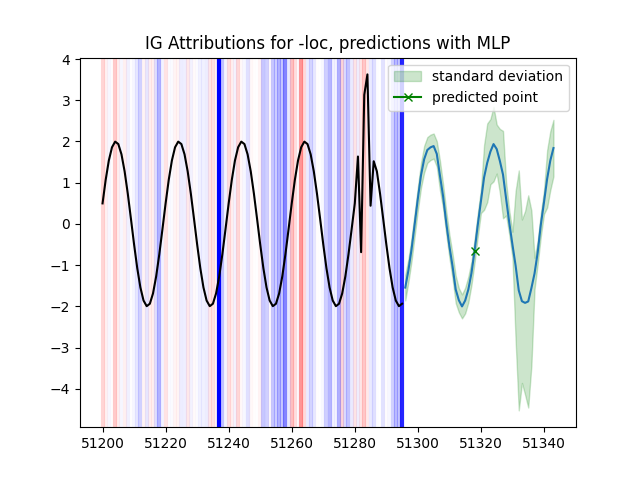 IG Attributions for -loc, predictions with MLP
standard deviation
predicted point
4
3
2
1
0
−1
−2
−3
−4
51200 51220 51240 51260 51280 51300 51320 51340